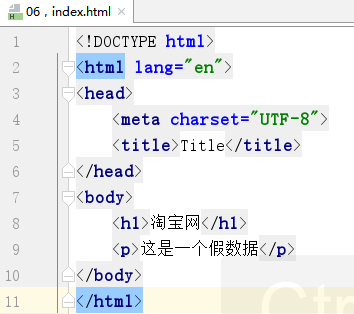 06，index.html
1 <!DOCTYPE html>
2 <html lang="en">
3 <head>
4 <meta charset="UTF-8">
5 <title>Title</title>
6 </head>
7 <body>
8 <h1>淘宝网</h1>
9 <p>这是一个假数据</p>
10 </body>
11 </html>